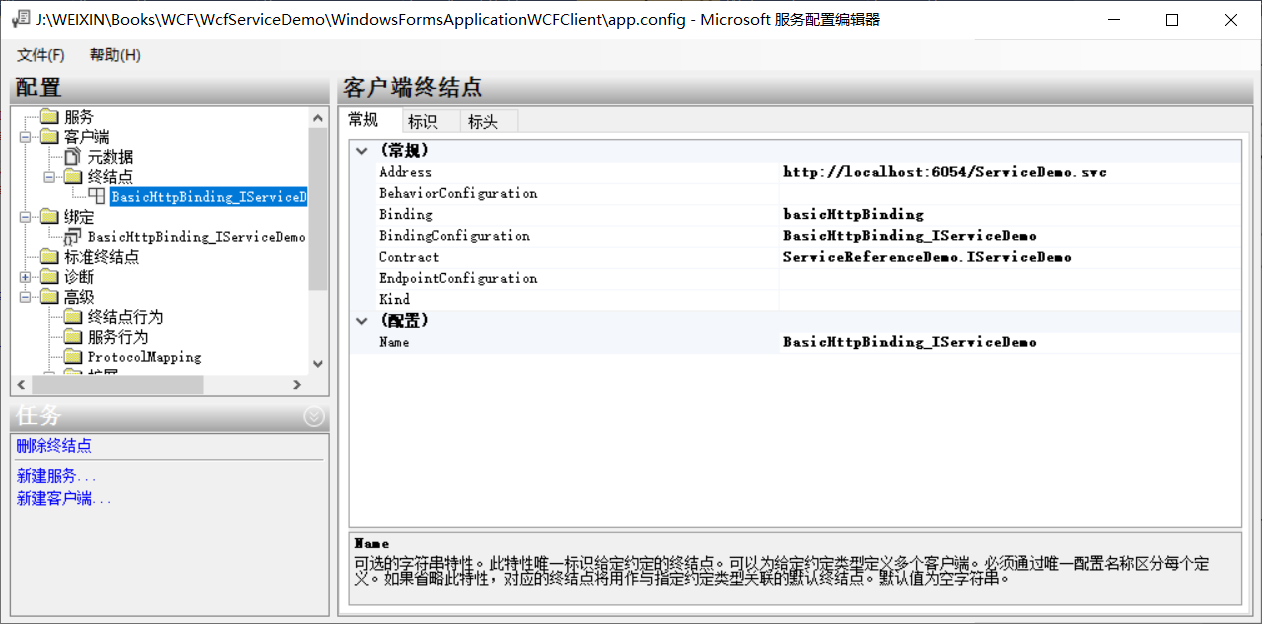 J:\WEIXIN\Books\WCF\WcfServiceDemo\WindowsFormsApplicationWCFClient\app.config - Microsoft 服务配置编辑器
文件(F) 帮助(H)
配置
服务
客户端
元数据
终结点
BasicHttpBinding_IServiceD
绑定
BasicHttpBinding_IServiceDemo
标准终结点
诊断
高级
终结点行为
服务行为
ProtocolMapping
扩展
任务
删除终结点
新建服务...
新建客户端...
客户端终结点
常规 标识 标头
(常规)
Address http://localhost:6054/ServiceDemo.svc
BehaviorConfiguration
Binding basicHttpBinding
BindingConfiguration BasicHttpBinding_IServiceDemo
Contract ServiceReferenceDemo.IServiceDemo
EndpointConfiguration
Kind
(配置)
Name BasicHttpBinding_IServiceDemo
Name
可选的字符串特性。此特性唯一标识给定约定的终结点。可以为给定约定类型定义多个客户端。必须通过唯一配置名称区分每个定
义。如果省略此特性，对应的终结点将用作与指定约定类型关联的默认终结点。默认值为空字符串。